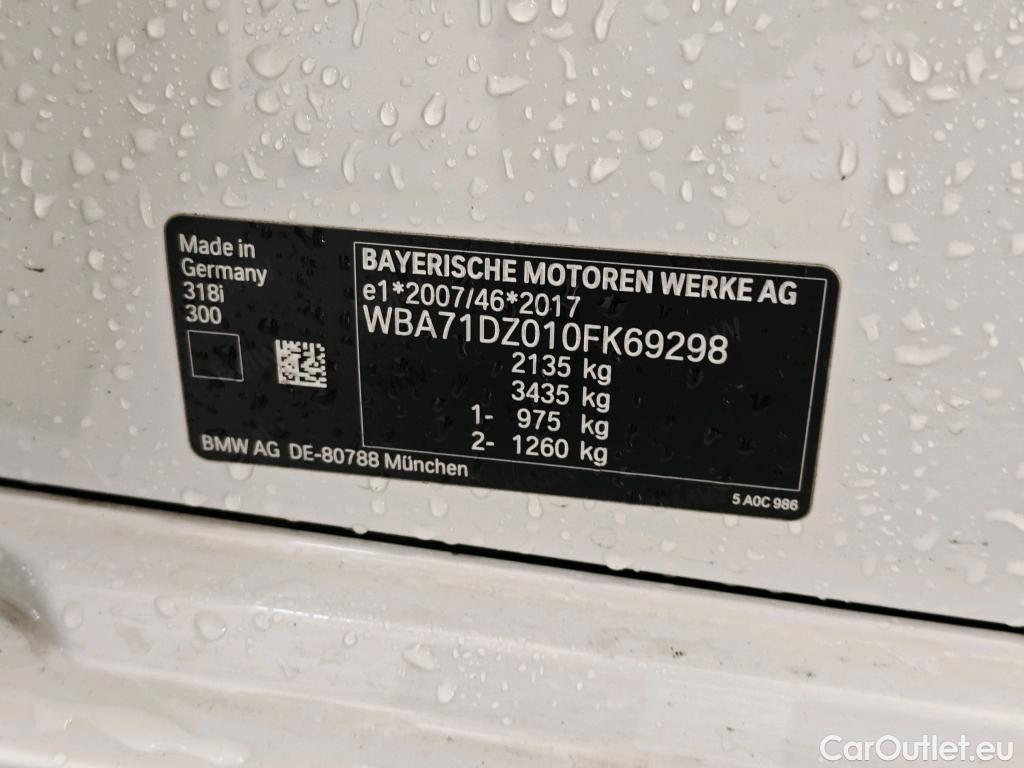 Made in
Germany
318i
300
BAYERISCHE MOTOREN WERKE AG
e1*2007/46*2017
WBA71DZ010FK69298
2135 kg
3435 kg
1- 975 kg
2- 1260 kg
BMW AG DE-80788 München
5 A0C 986
CarOutlet.eu